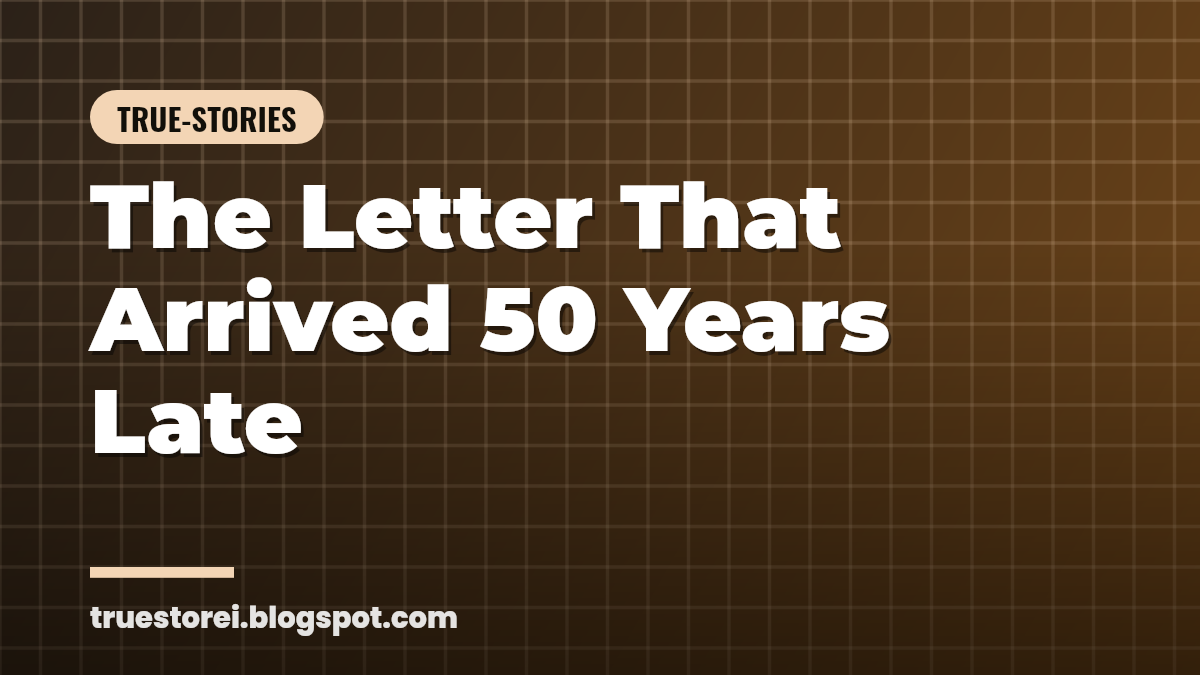 TRUE-STORIES
The Letter That
Arrived 50 Years
Late
truestorei.blogspot.com